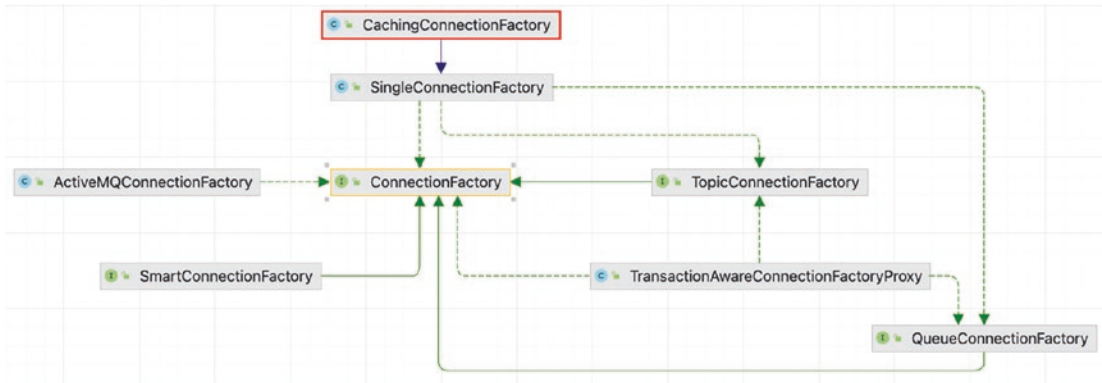 CachingConnectionFactory
SingleConnectionFactory
ActiveMQConnectionFactory
ConnectionFactory
TopicConnectionFactory
SmartConnectionFactory
TransactionAwareConnectionFactoryProxy
QueueConnectionFactory